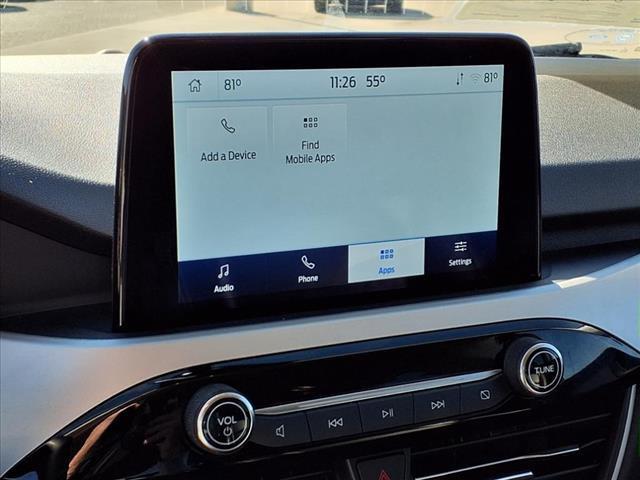 81° 11:26 55° 81°
Add a Device
Find
Mobile Apps
Audio
Phone
Apps
Settings
VOL
TUNE